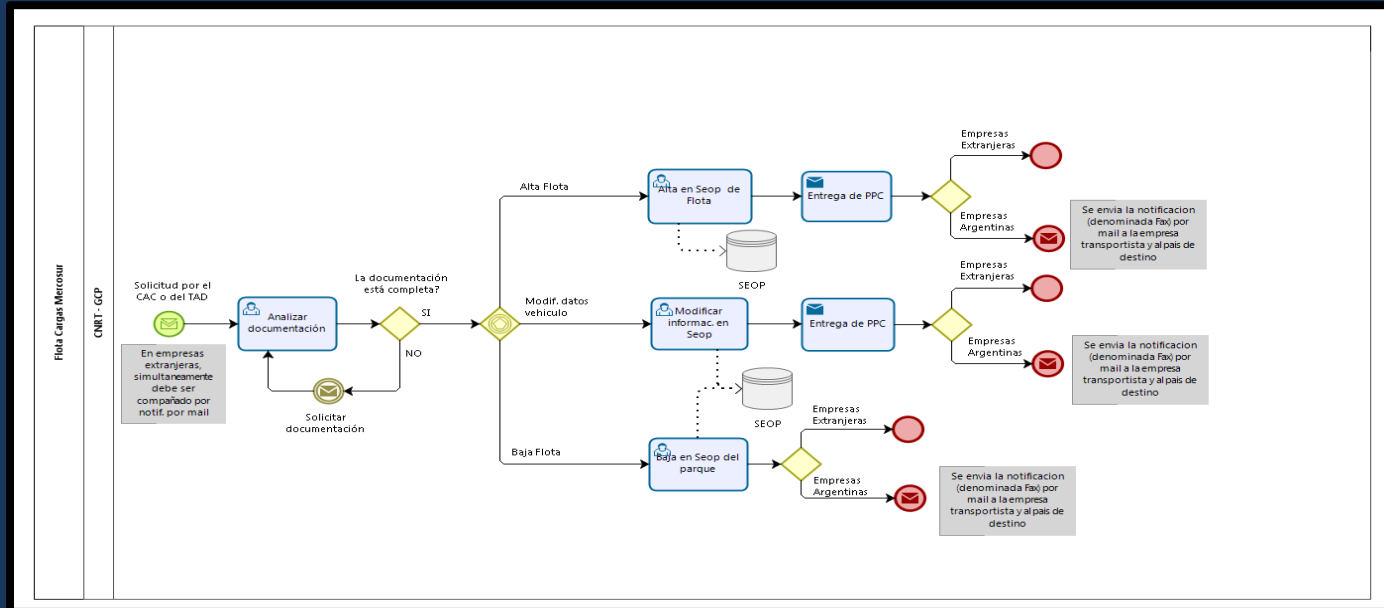 Flota Cargas Mercosur
CNRT - GCP
Solicitud por el
CAC o del TAD
En empresas
extranjeras,
simultaneamente
debe ser
compañado por
notif. por mail
Analizar
documentación
La documentación
está completa?
SI
NO
Solicitar
documentación
Alta Flota
Alta en Seop de
Flota
SEOP
Entrega de PPC
Empresas
Extranjeras
Empresas
Argentinas
Se envia la notificacion
(denominada Fax) por
mail a la empresa
transportista y al pais de
destino
Modif. datos
vehiculo
Modificar
informac. en
Seop
SEOP
Entrega de PPC
Empresas
Extranjeras
Empresas
Argentinas
Se envia la notificacion
(denominada Fax) por
mail a la empresa
transportista y al pais de
destino
Baja Flota
Baja en Seop del
parque
Empresas
Extranjeras
Empresas
Argentinas
Se envia la notificacion
(denominada Fax) por
mail a la empresa
transportista y al pais de
destino